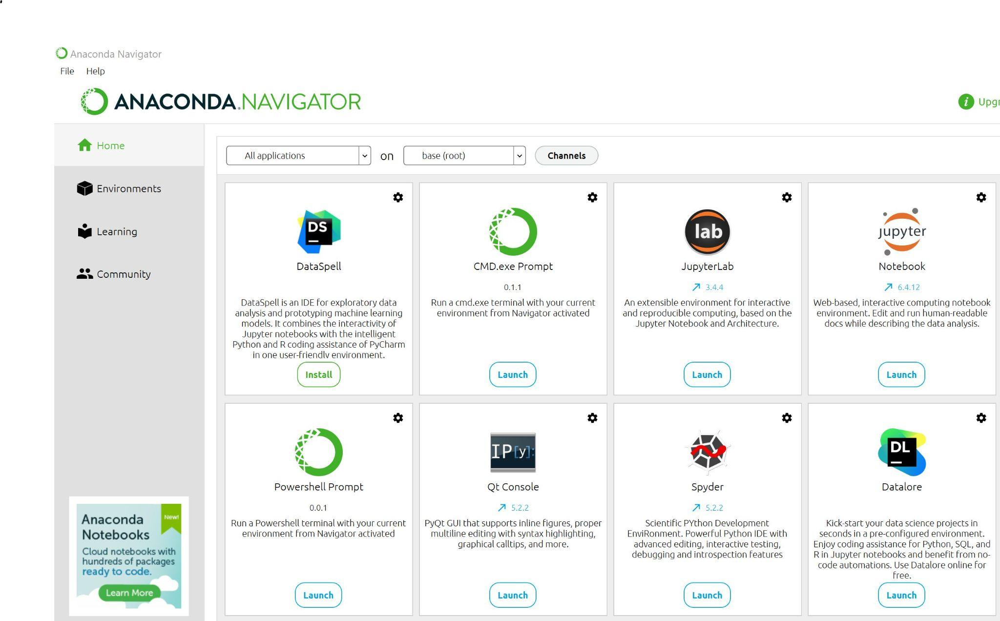 Anaconda Navigator
File Help
ANACONDA.NAVIGATOR
Upgr
Home
Environments
Learning
Community
All applications on base (root) Channels
DS
DataSpell
DataSpell is an IDE for exploratory data
analysis and prototyping machine learning
models. It combines the interactivity of
Jupyter notebooks with the intelligent
Python and R coding assistance of PyCharm
in one user-friendly environment.
Install
CMD.exe Prompt
0.1.1
Run a cmd.exe terminal with your current
environment from Navigator activated
Launch
lab
JupyterLab
3.4.4
An extensible environment for interactive
and reproducible computing, based on the
Jupyter Notebook and Architecture.
Launch
jupyter
Notebook
6.4.12
Web-based, interactive computing notebook
environment. Edit and run human-readable
docs while describing the data analysis.
Launch
Powershell Prompt
0.0.1
Run a Powershell terminal with your current
environment from Navigator activated
Launch
IP[y]:
Qt Console
5.2.2
PyQt GUI that supports inline figures, proper
multiline editing with syntax highlighting,
graphical calltips, and more.
Launch
Spyder
5.2.2
Scientific PYthon Development
EnviRonment. Powerful Python IDE with
advanced editing, interactive testing,
debugging and introspection features
Launch
DL
Datalore
Kick-start your data science projects in
seconds in a pre-configured environment.
Enjoy coding assistance for Python, SQL, and
R in Jupyter notebooks and benefit from no-
code automations. Use Datalore online for
free.
Launch
Anaconda
Notebooks
New!
Cloud notebooks with
hundreds of packages
ready to code.
Learn More